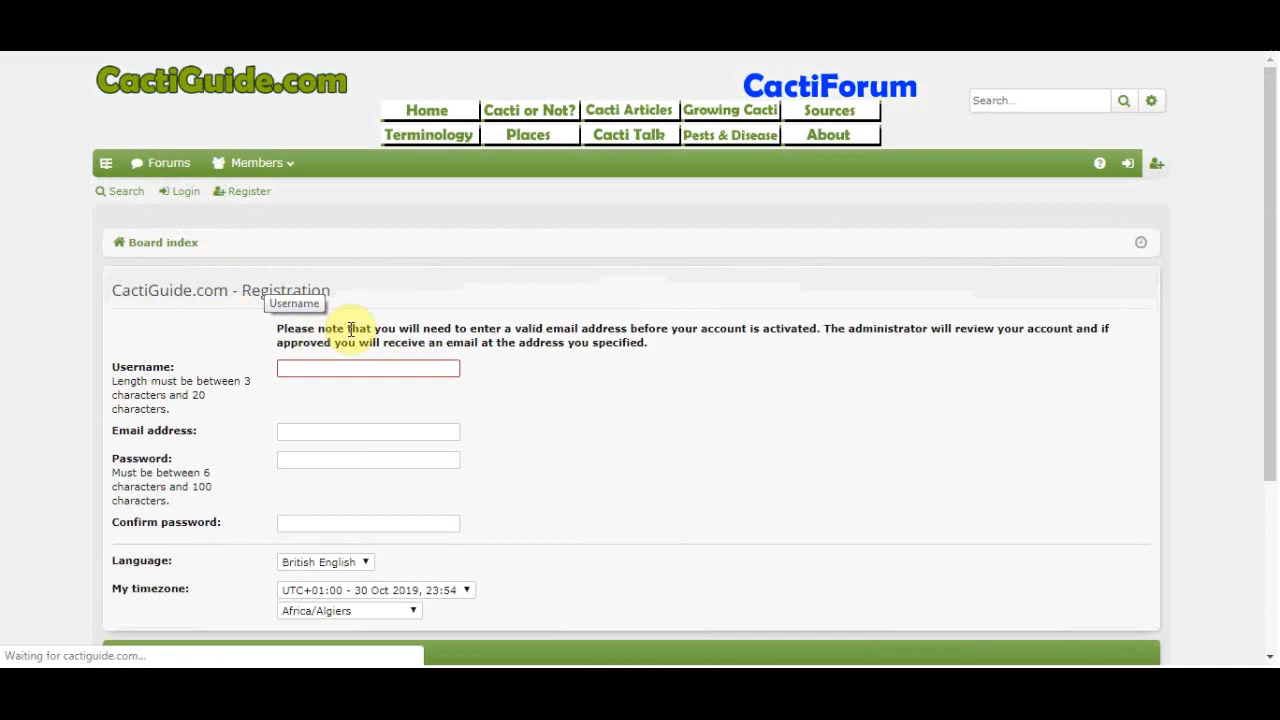 CactiGuide.com
CactiForum
Search...
Home Cacti or Not? Cacti Articles Growing Cacti Sources
Terminology Places Cacti Talk Pests & Disease About
Forums Members
Search Login Register
Board index
CactiGuide.com - Registration
Username
Please note that you will need to enter a valid email address before your account is activated. The administrator will review your account and if
approved you will receive an email at the address you specified.
Username:
Length must be between 3
characters and 20
characters.
Email address:
Password:
Must be between 6
characters and 100
characters.
Confirm password:
Language:
British English
My timezone:
UTC+01:00 - 30 Oct 2019, 23:54
Africa/Algiers
Waiting for cactiguide.com...